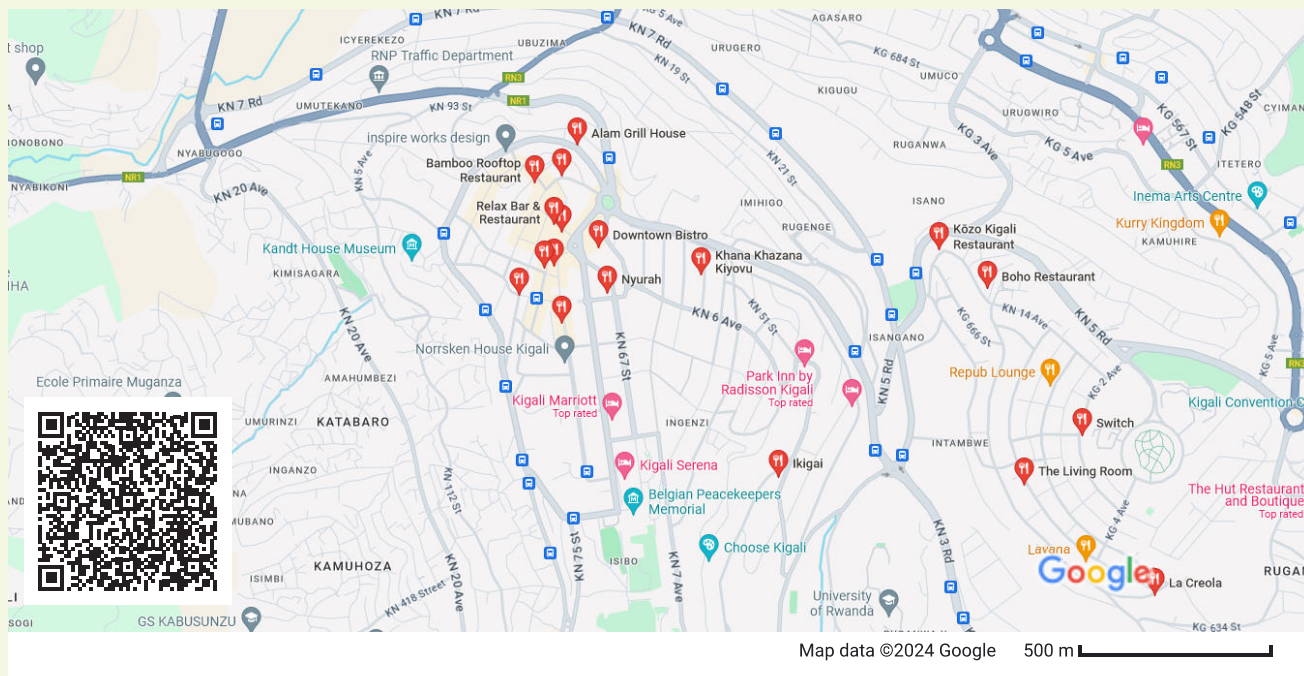 KN 7 Rd
KG 5 Ave
AGASARO
t shop
ICYEREKEZO
UBUZIMA
KN 7 Rd
URUGERO
RNP Traffic Department
KG 684 St
KN 19 St
UMUCO
RN3
KIGUGU
NR1
KN 7 Rd
UMUTEKANO
KN 93 St
URUGWIRO
KG 567 St
KG 548 St
CYIMAN
inspire works design
Alam Grill House
KG 3 Ave
KG 5 Ave
BONOBONO
NYABUGOGO
KN 5 Ave
Bamboo Rooftop
Restaurant
KN 21 St
RUGANWA
RN3
ITETERO
NYABIKONI
NR1
KN 20 Ave
Inema Arts Centre
Relax Bar &
Restaurant
IMIHIGO
ISANO
Kurry Kingdom
RUGENGE
Kōzo Kigali
Restaurant
KAMUHIRE
Kandt House Museum
Downtown Bistro
Khana Khazana
Kiyovu
KIMISAGARA
Nyurah
Boho Restaurant
IHA
KN 20 Ave
KN 6 Ave
KN 51 St
KN 14 Ave
KG 666 St
KN 5 Rd
ISANGANO
KN 67 St
Norrsken House Kigali
KG 5 Ave
RN3
Ecole Primaire Muganza
AMAHUMBEZI
Park Inn by
Radisson Kigali
Top rated
KN 5 Rd
Repub Lounge
KG 2 Ave
Kigali Marriott
Top rated
Kigali Convention C
UMURINZI
KATABARO
INGENZI
Switch
INTAMBWE
INGANZO
Kigali Serena
Ikigai
The Living Room
KN 112 St
Belgian Peacekeepers
Memorial
The Hut Restaurant
and Boutique
Top rated
MUBANO
KG 4 Ave
KN 75 St
KN 3 Rd
Choose Kigali
Lavana
KAMUHOZA
ISIBO
Google
ISIMBI
KN 20 Ave
KN 7 Ave
La Creola
RUGAN
KN 418 Street
University
of Rwanda
GS KABUSUNZU
KG 634 St
SOGI
Map data ©2024 Google
500 m